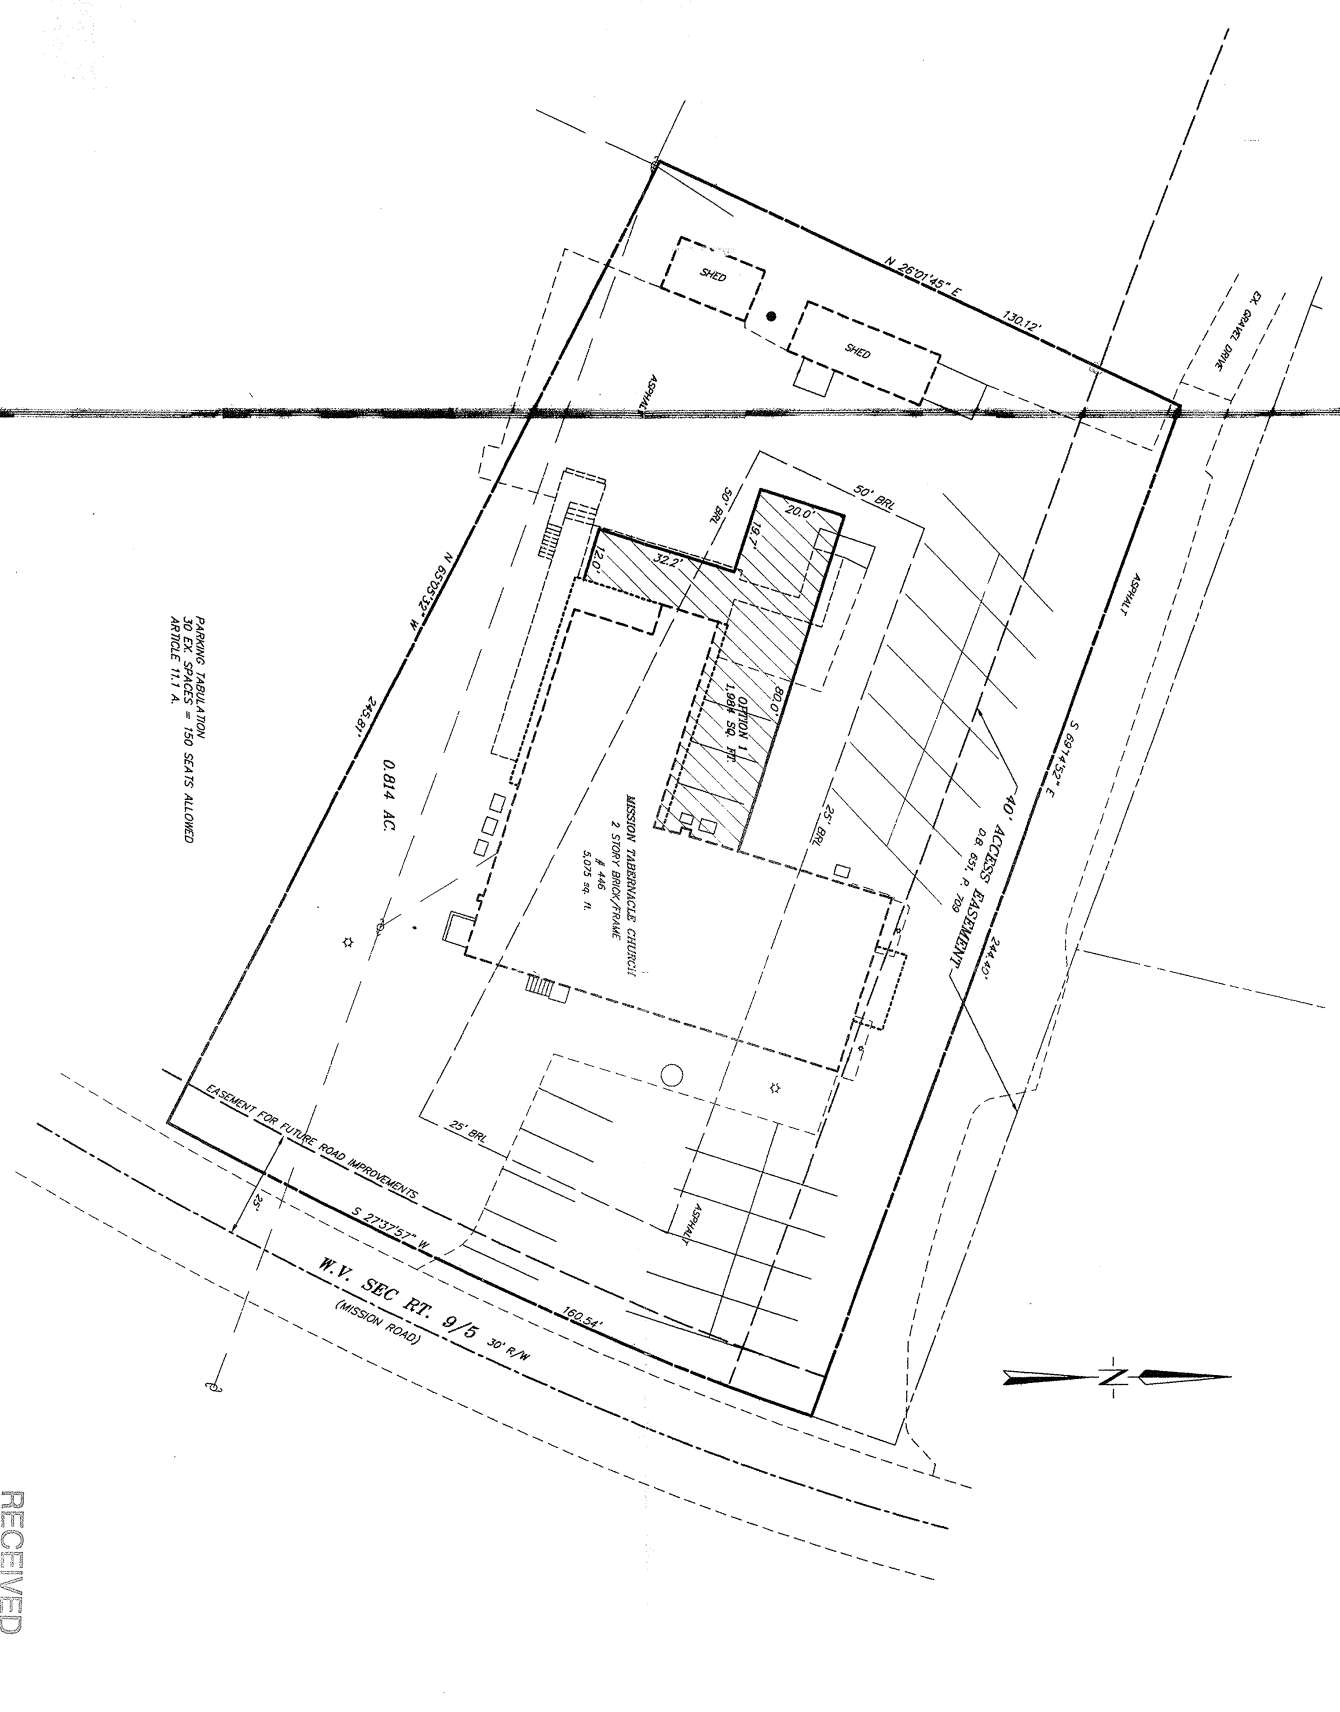 N 26°01'45" E
130.12'
SHED
SHED
EX. GRAVEL DRIVE
ASPHALT
50' BRL
50' BRL
20.0'
19.7'
32.2'
12.0'
80.0'
OPTION 1
1,984 SQ. FT.
ASPHALT
S 69°14'52" E
244.40'
40' ACCESS EASEMENT
D.B. 651, P. 709
25' BRL
N 65°05'32" W
245.81'
PARKING TABULATION
30 EX. SPACES = 150 SEATS ALLOWED
ARTICLE 11.1 A.
0.814 AC.
MISSION TABERNACLE CHURCH
2 STORY BRICK/FRAME
# 446
5,075 sq. ft.
25' BRL
ASPHALT
EASEMENT FOR FUTURE ROAD IMPROVEMENTS
25'
S 27°37'57" W
160.54'
W.V. SEC RT. 9/5 30' R/W
(MISSION ROAD)
N
RECEIVED